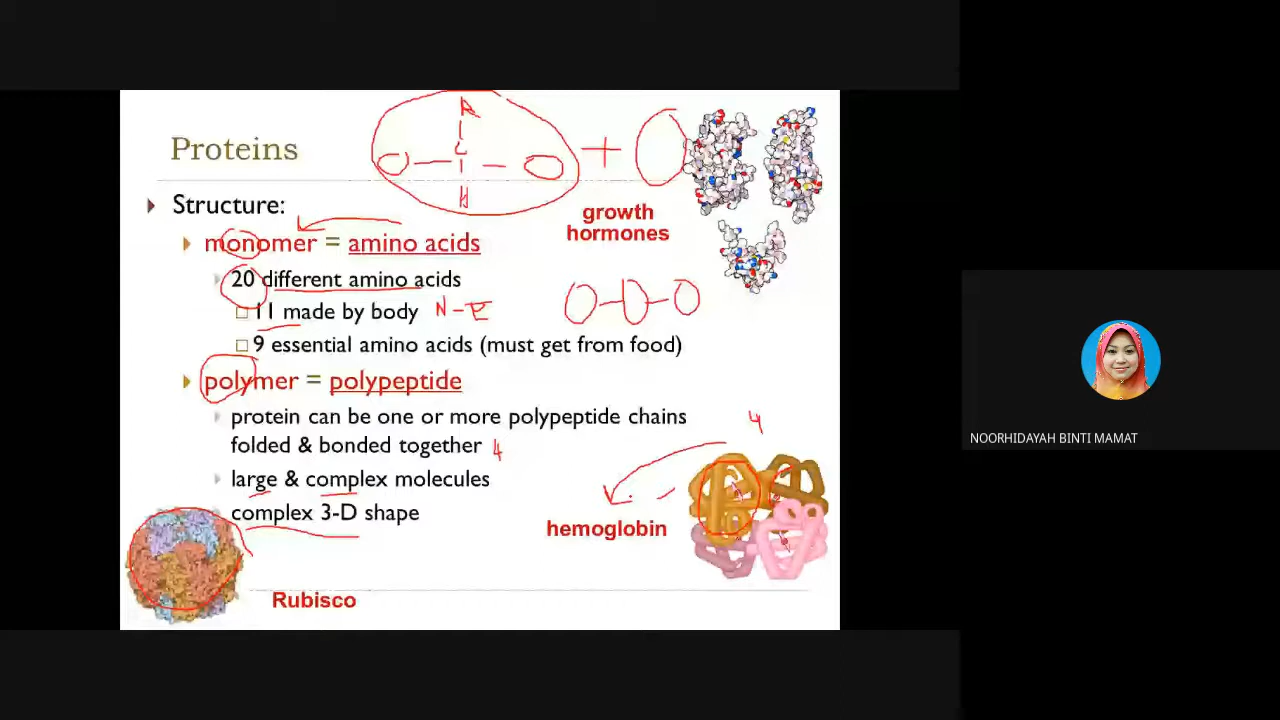 R
C
H
+
Proteins
Structure:
growth
hormones
monomer = amino acids
20 different amino acids
11 made by body N-E
9 essential amino acids (must get from food)
polymer = polypeptide
protein can be one or more polypeptide chains
folded & bonded together 4
4
large & complex molecules
complex 3-D shape
hemoglobin
Rubisco
NOORHIDAYAH BINTI MAMAT